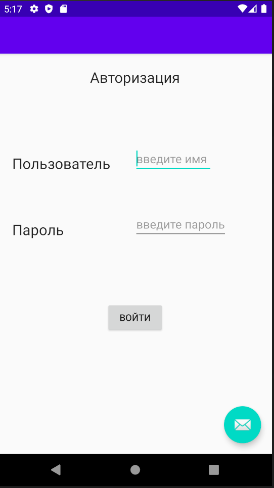 5:17
Авторизация
Пользователь введите имя
Пароль введите пароль
ВОЙТИ